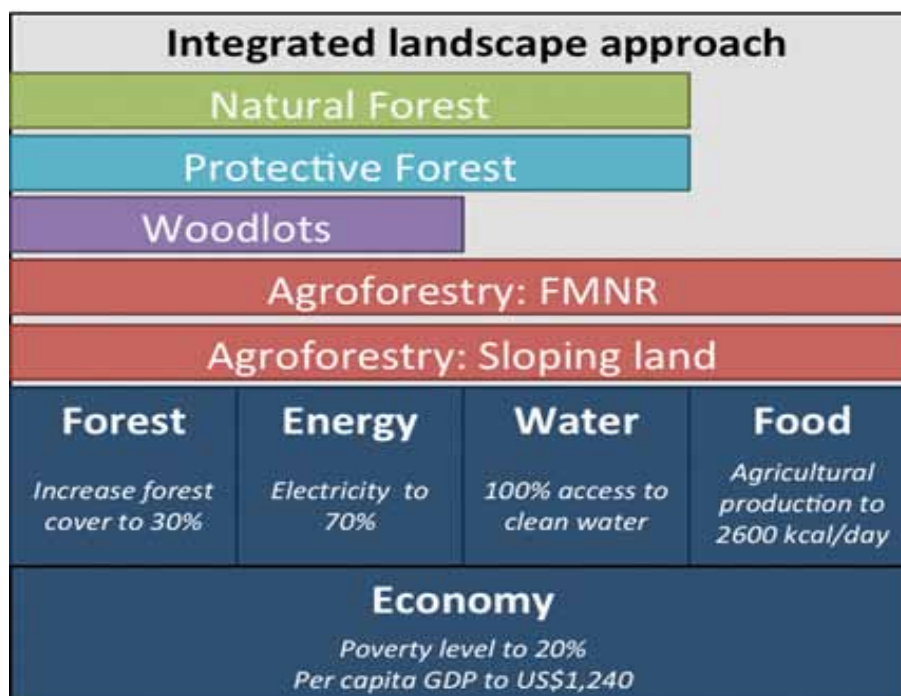 Integrated landscape approach
Natural Forest
Protective Forest
Woodlots
Agroforestry: FMNR
Agroforestry: Sloping land
Forest
Increase forest
cover to 30%
Energy
Electricity to
70%
Water
100% access to
clean water
Food
Agricultural
production to
2600 kcal/day
Economy
Poverty level to 20%
Per capita GDP to US$1,240